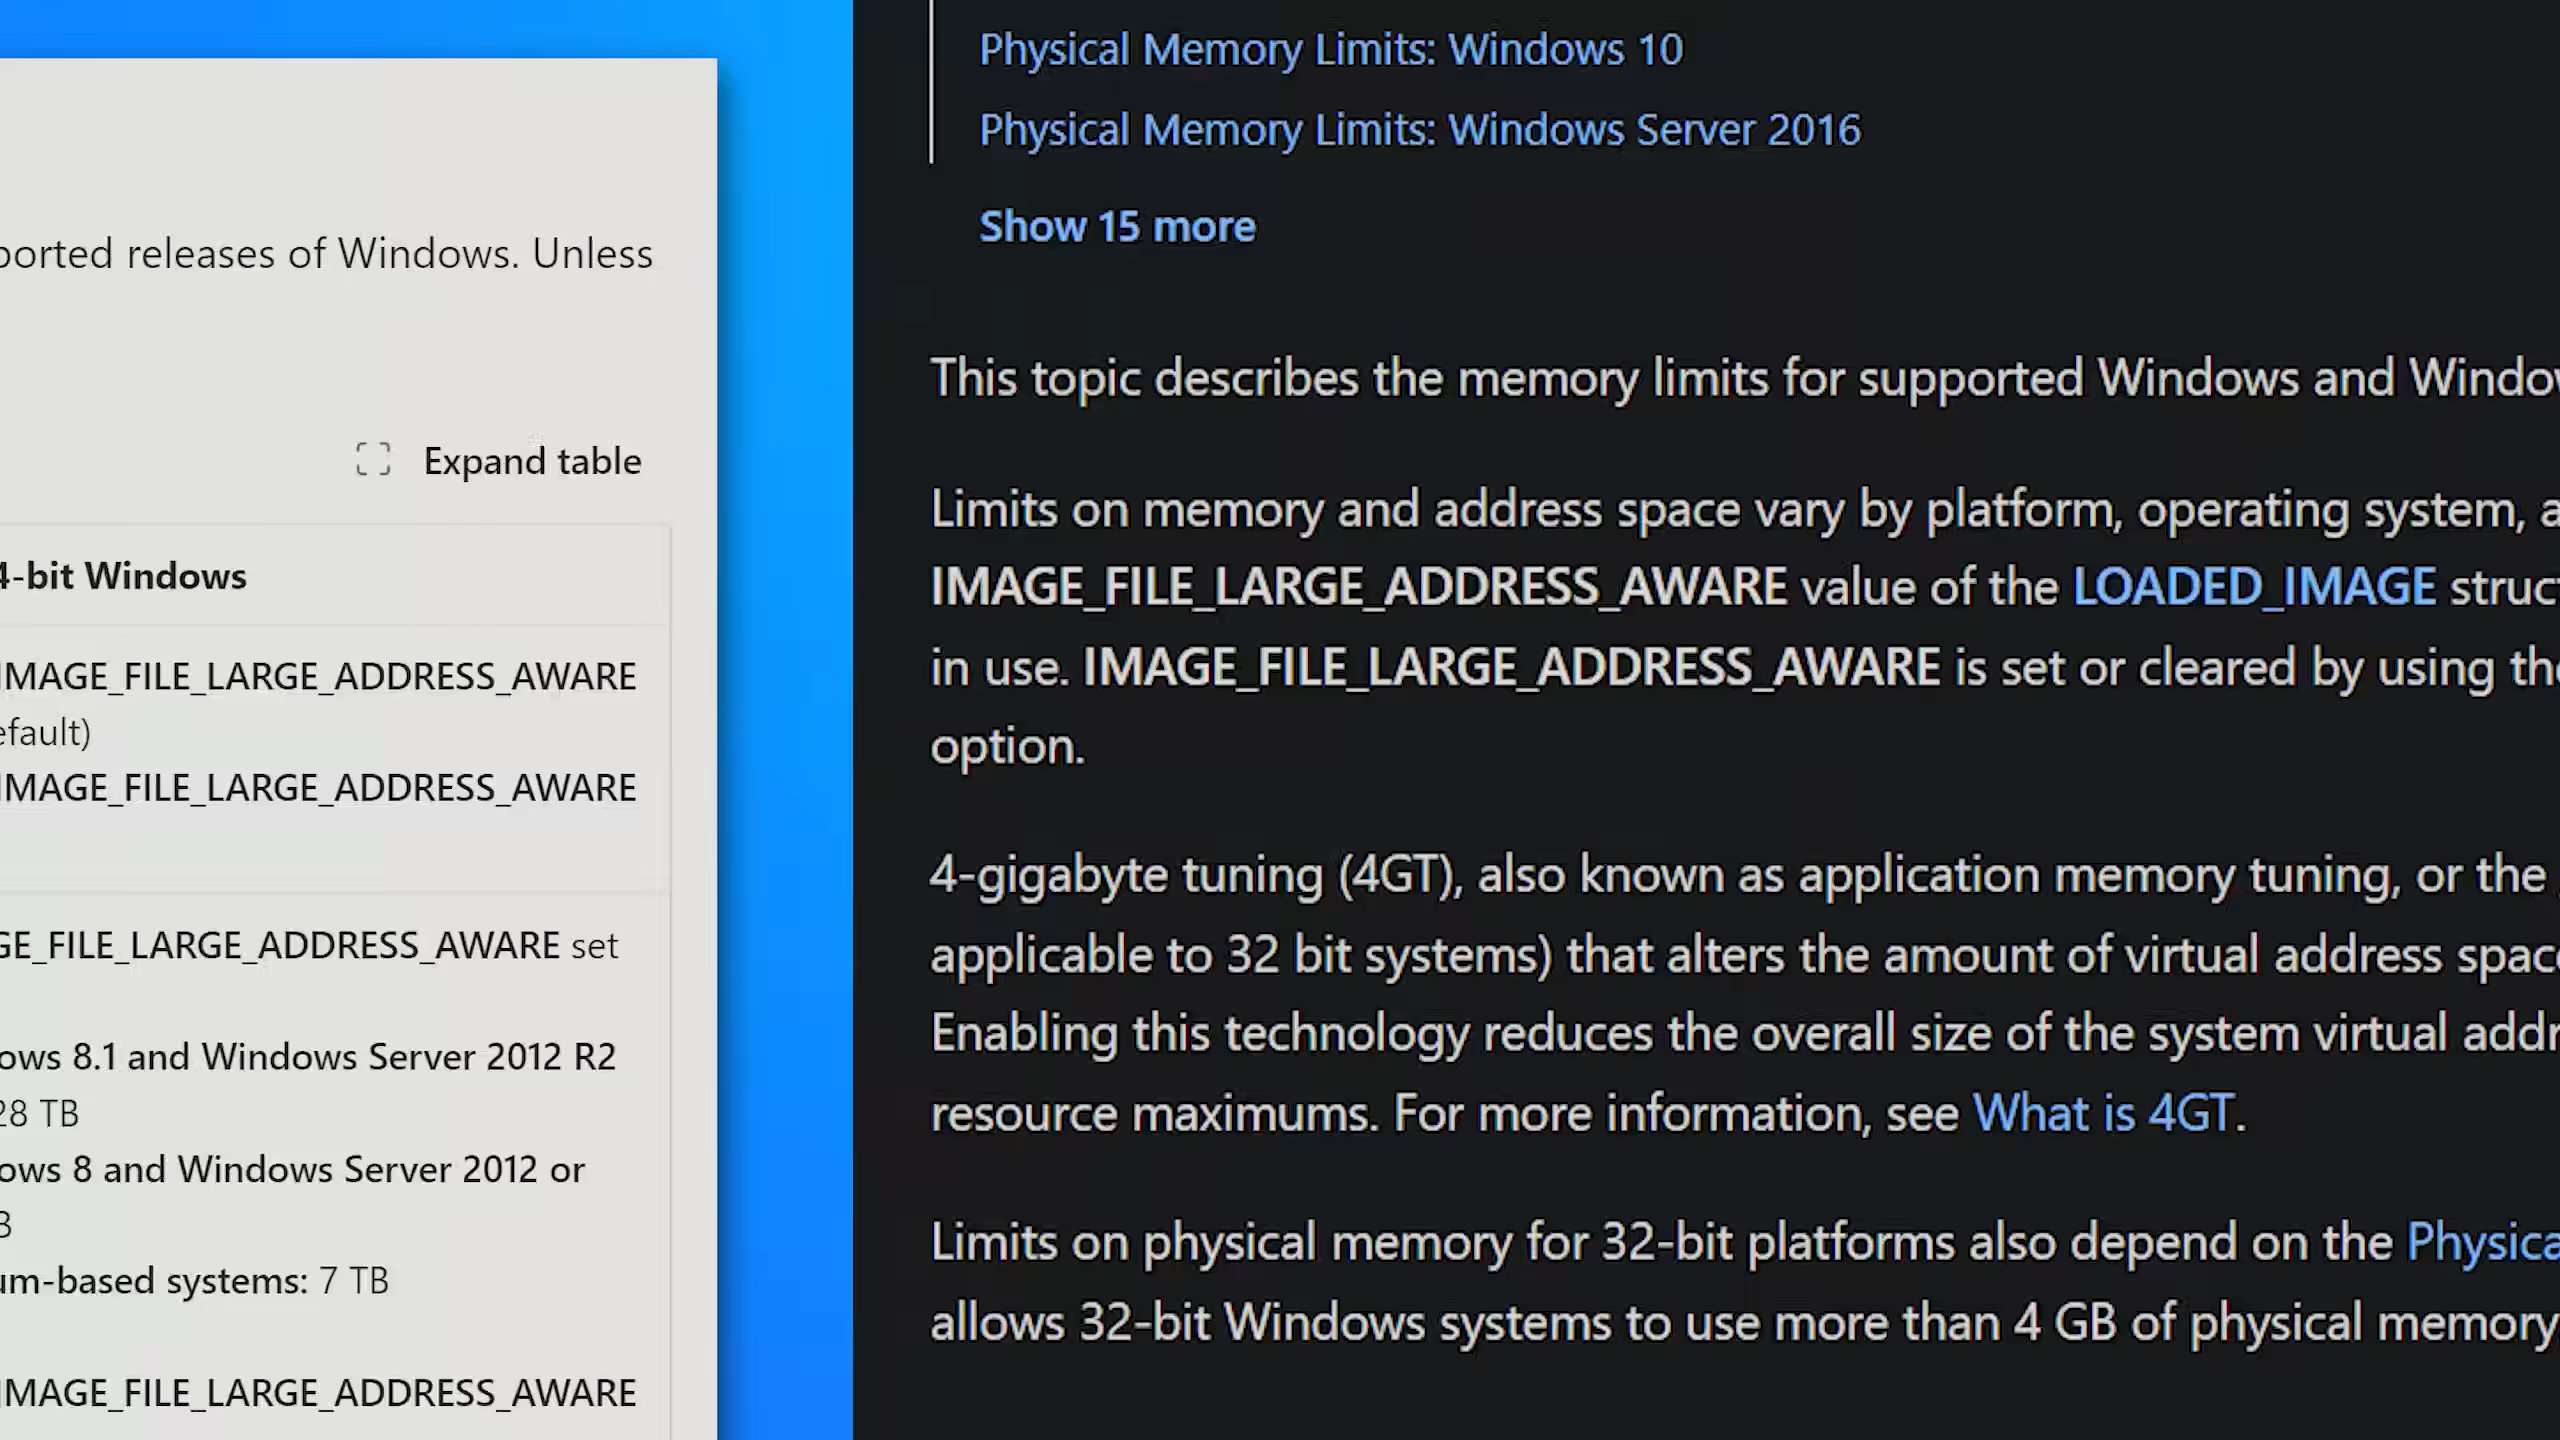 ported releases of Windows. Unless
Expand table
4-bit Windows
IMAGE_FILE_LARGE_ADDRESS_AWARE
efault)
IMAGE_FILE_LARGE_ADDRESS_AWARE
GE_FILE_LARGE_ADDRESS_AWARE set
ows 8.1 and Windows Server 2012 R2
28 TB
ows 8 and Windows Server 2012 or
B
um-based systems: 7 TB
IMAGE_FILE_LARGE_ADDRESS_AWARE
Physical Memory Limits: Windows 10
Physical Memory Limits: Windows Server 2016
Show 15 more
This topic describes the memory limits for supported Windows and Window
Limits on memory and address space vary by platform, operating system, a
IMAGE_FILE_LARGE_ADDRESS_AWARE value of the LOADED_IMAGE struct
in use. IMAGE_FILE_LARGE_ADDRESS_AWARE is set or cleared by using the
option.
4-gigabyte tuning (4GT), also known as application memory tuning, or the
applicable to 32 bit systems) that alters the amount of virtual address space
Enabling this technology reduces the overall size of the system virtual addr
resource maximums. For more information, see What is 4GT.
Limits on physical memory for 32-bit platforms also depend on the Physica
allows 32-bit Windows systems to use more than 4 GB of physical memory